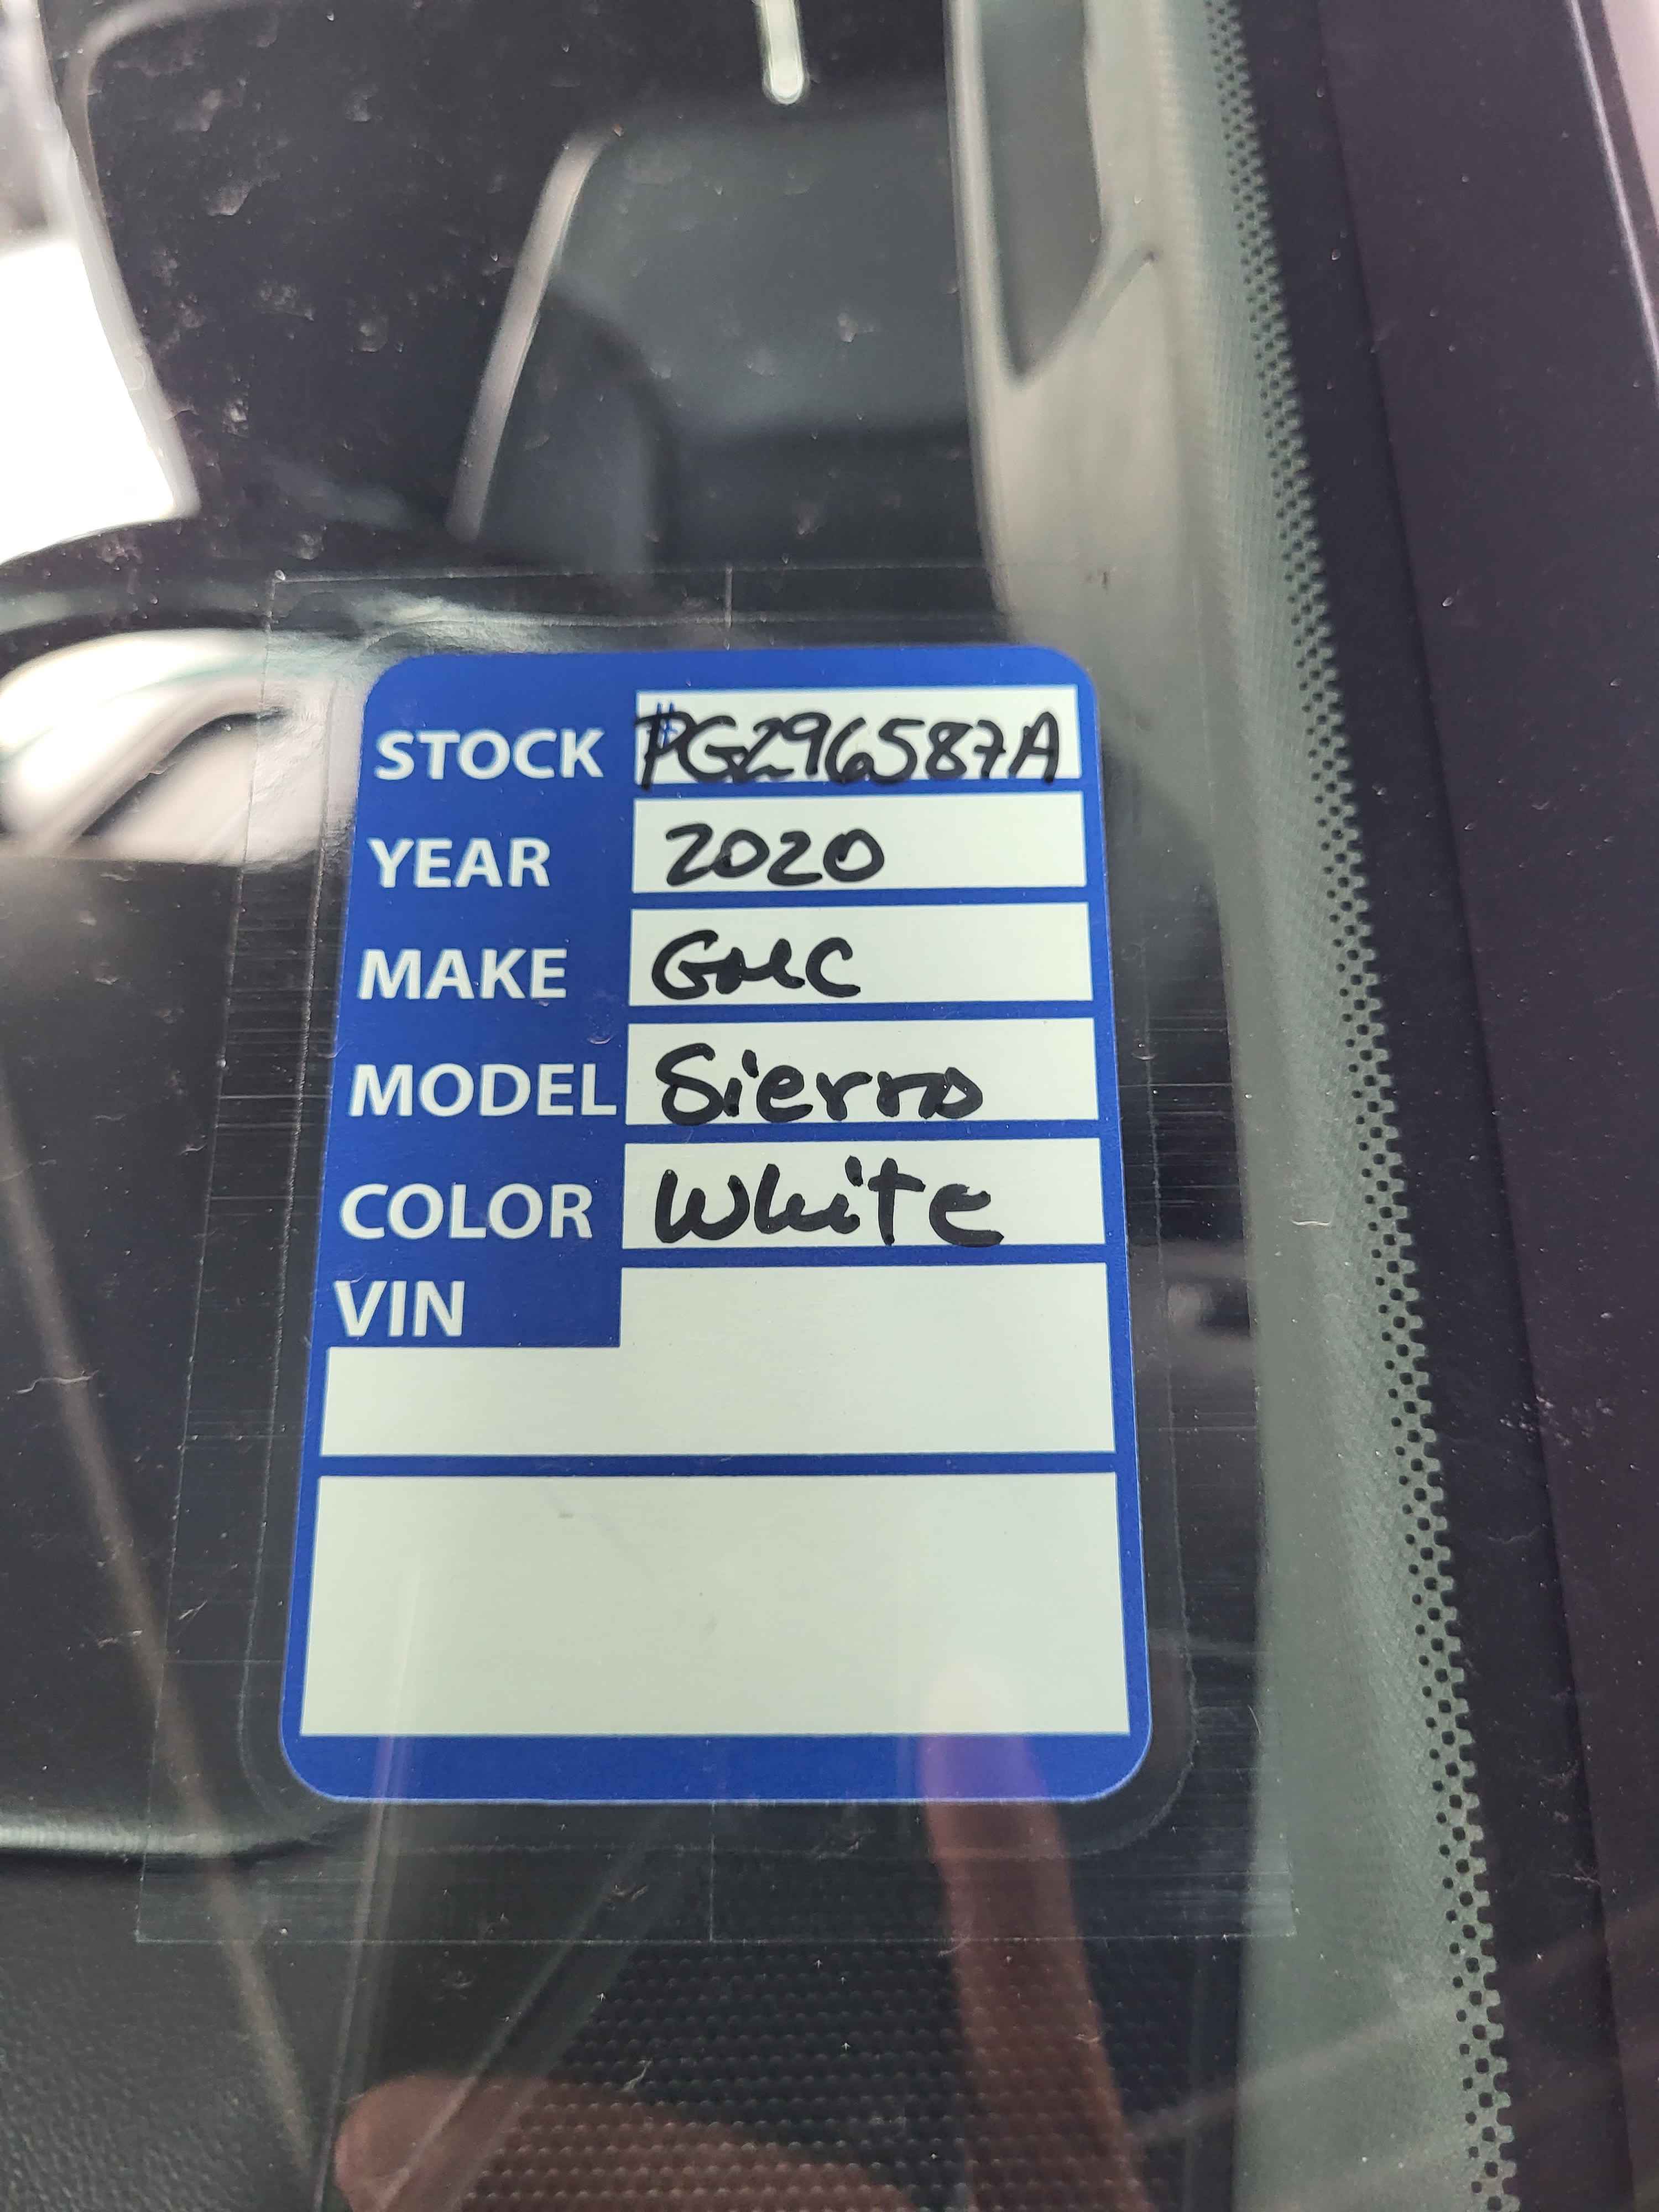 STOCK #PG296587A
YEAR 2020
MAKE GMC
MODEL Sierra
COLOR White
VIN